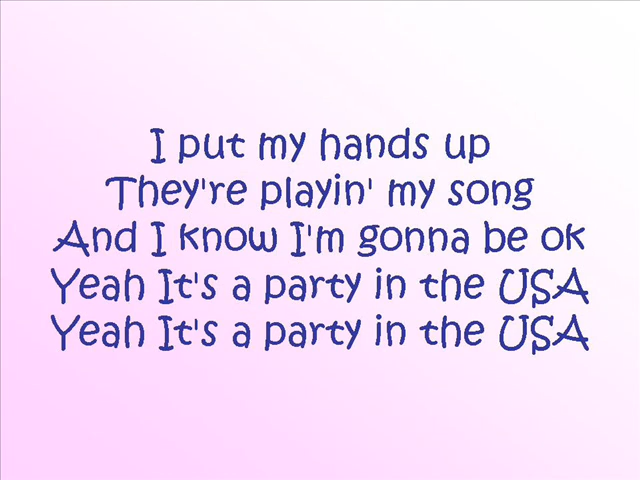 I put my hands up
They're playin' my song
And I know I'm gonna be ok
Yeah It's a party in the USA
Yeah It's a party in the USA